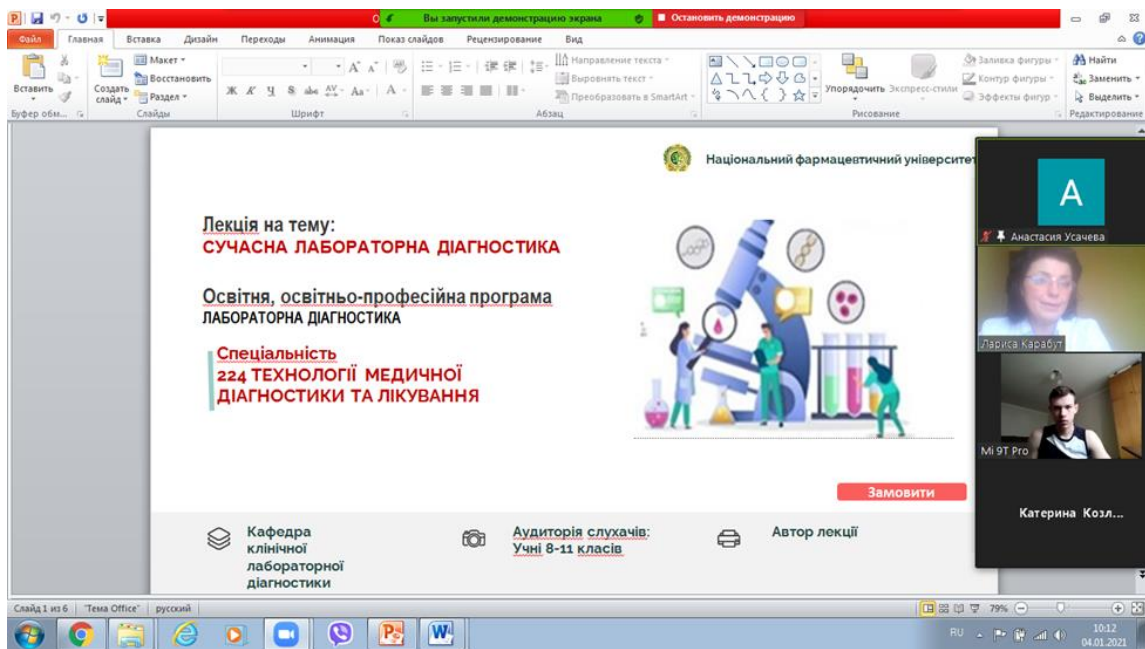 Вы запустили демонстрацию экрана
Остановить демонстрацию
Файл Главная Вставка Дизайн Переходы Анимация Показ слайдов Рецензирование Вид
Вставить
Создать слайд
Макет
Восстановить
Раздел
Ж К Ч S abc AV Aa A
Направление текста
Выровнять текст
Преобразовать в SmartArt
Упорядочить Экспресс-стили
Заливка фигуры
Контур фигуры
Эффекты фигур
Найти
Заменить
Выделить
Буфер обм... Слайды Шрифт Абзац Рисование Редактирование
Національний фармацевтичний університет
Лекція на тему:
СУЧАСНА ЛАБОРАТОРНА ДІАГНОСТИКА
Освітня, освітньо-професійна програма
ЛАБОРАТОРНА ДІАГНОСТИКА
Спеціальність
224 ТЕХНОЛОГІЇ МЕДИЧНОЇ
ДІАГНОСТИКИ ТА ЛІКУВАННЯ
Замовити
Кафедра
клінічної
лабораторної
діагностики
Аудиторія слухачів:
Учні 8-11 класів
Автор лекції
А
Анастасия Усачева
Лариса Карабут
Mi 9T Pro
Катерина Козл...
Слайд 1 из 6 "Тема Office" русский
79%
RU
10:12
04.01.2021